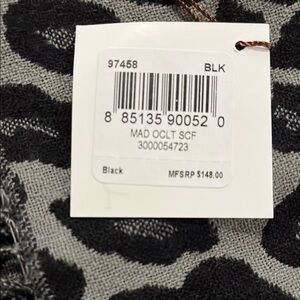 97458 BLK
8 85135 90052 0
MAD OCLT SCF
3000054723
Black MFSRP $148.00